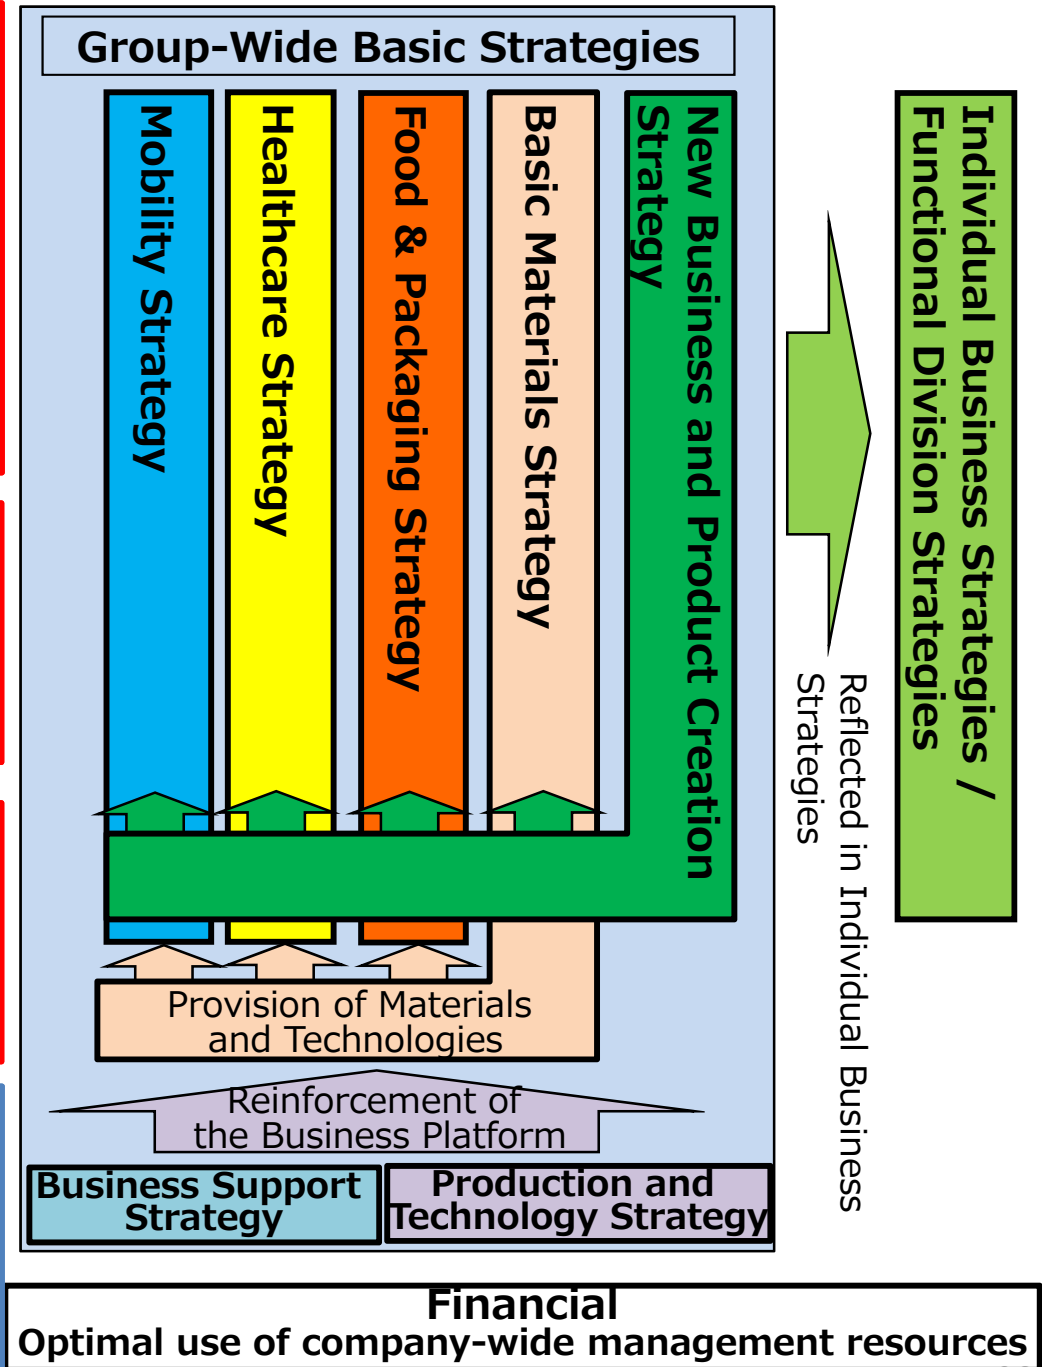 Group-Wide Basic Strategies
Mobility Strategy
Healthcare Strategy
Food & Packaging Strategy
Basic Materials Strategy
New Business and Product Creation
Strategy
Individual Business Strategies /
Functional Division Strategies
Reflected in Individual Business
Strategies
Provision of Materials
and Technologies
Reinforcement of
the Business Platform
Business Support
Strategy
Production and
Technology Strategy
Financial
Optimal use of company-wide management resources